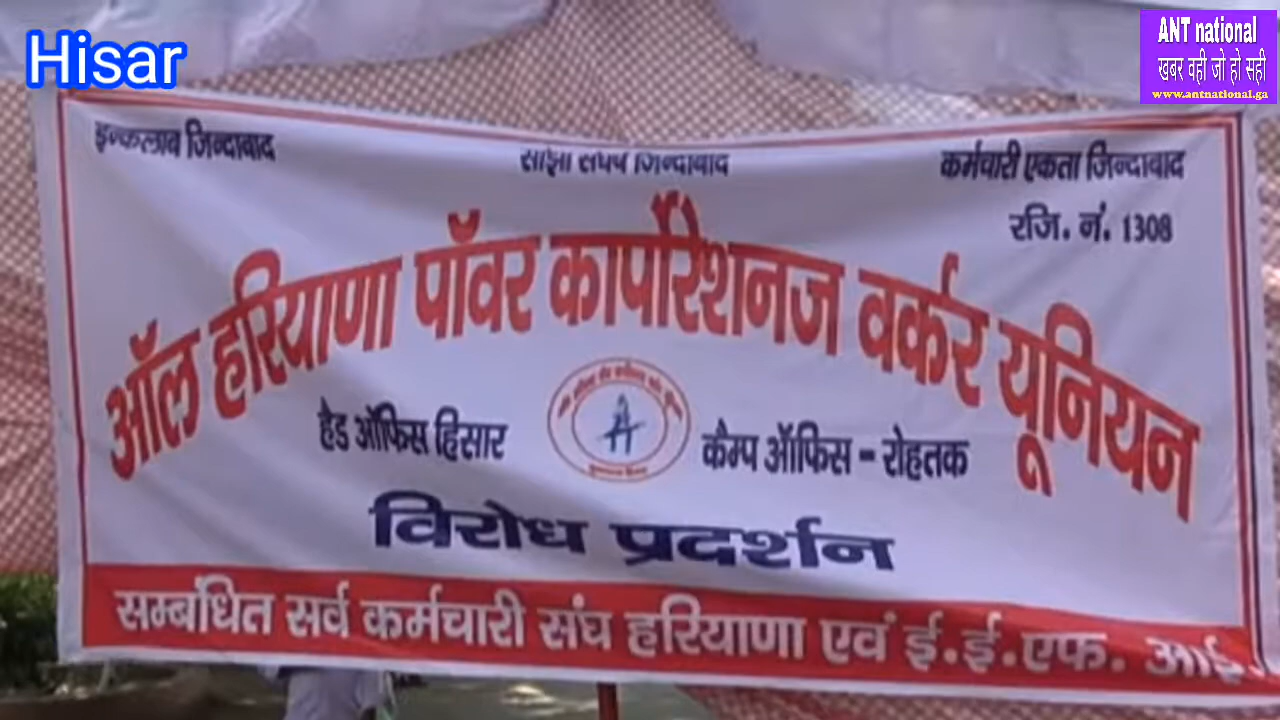 Hisar
ANT national
खबर वही जो हो सही
www.antnational.ga
इन्कलाब जिन्दाबाद
सांझा संघर्ष जिन्दाबाद
कर्मचारी एकता जिन्दाबाद
रजि. नं. 1308
ऑल हरियाणा पॉवर कार्पोरेशनज वर्कर यूनियन
हैड ऑफिस हिसार
कैम्प ऑफिस - रोहतक
विरोध प्रदर्शन
सम्बंधित सर्व कर्मचारी संघ हरियाणा एवं ई.ई.एफ. आई.